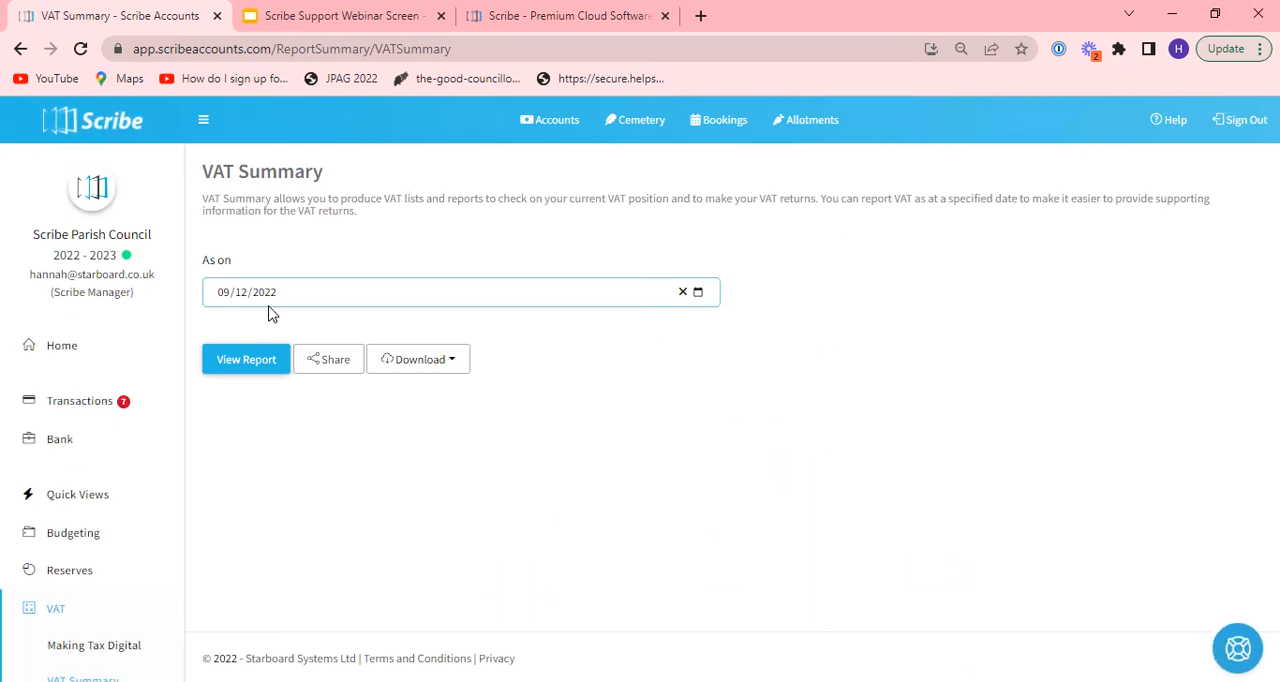 VAT Summary - Scribe Accounts
Scribe Support Webinar Screen -
Scribe - Premium Cloud Software
app.scribeaccounts.com/ReportSummary/VATSummary
2
H
Update
YouTube
Maps
How do I sign up fo...
JPAG 2022
the-good-councillo...
https://secure.helps...
Scribe
Accounts
Cemetery
Bookings
Allotments
Help
Sign Out
Scribe Parish Council
2022 - 2023
hannah@starboard.co.uk
(Scribe Manager)
Home
Transactions 7
Bank
Quick Views
Budgeting
Reserves
VAT
Making Tax Digital
VAT Summary
VAT Summary
VAT Summary allows you to produce VAT lists and reports to check on your current VAT position and to make your VAT returns. You can report VAT as at a specified date to make it easier to provide supporting
information for the VAT returns.
As on
09/12/2022
View Report
Share
Download
© 2022 - Starboard Systems Ltd | Terms and Conditions | Privacy